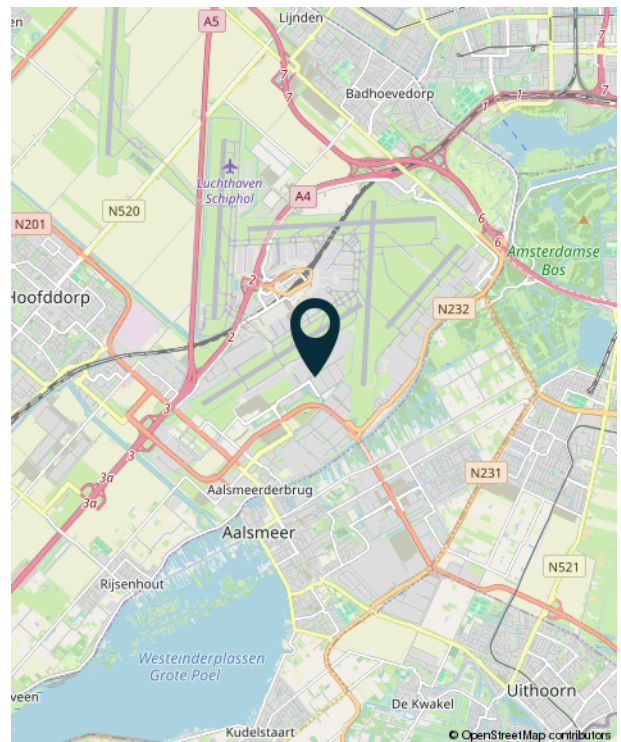 Lijnden
A5
en
7
7
Badhoevedorp
1
1
7
Luchthaven
Schiphol
A4
N520
N201
6
6
Amsterdamse
Bos
2
Hoofddorp
N232
2
3
3
3a
3a
N231
Aalsmeerderbrug
Aalsmeer
N521
Rijsenhout
Westeinderplassen
Grote Poel
Uithoorn
veen
De Kwakel
Kudelstaart
© OpenStreetMap contributors